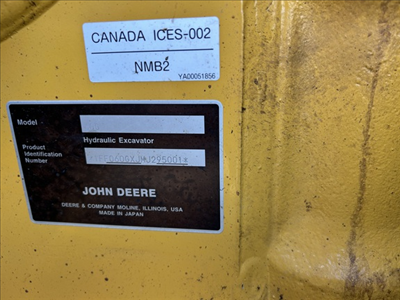 CANADA ICES-002
NMB2
YA00051856
Model
Hydraulic Excavator
Product
Identification
Number
JOHN DEERE
DEERE & COMPANY MOLINE, ILLINOIS, USA
MADE IN JAPAN